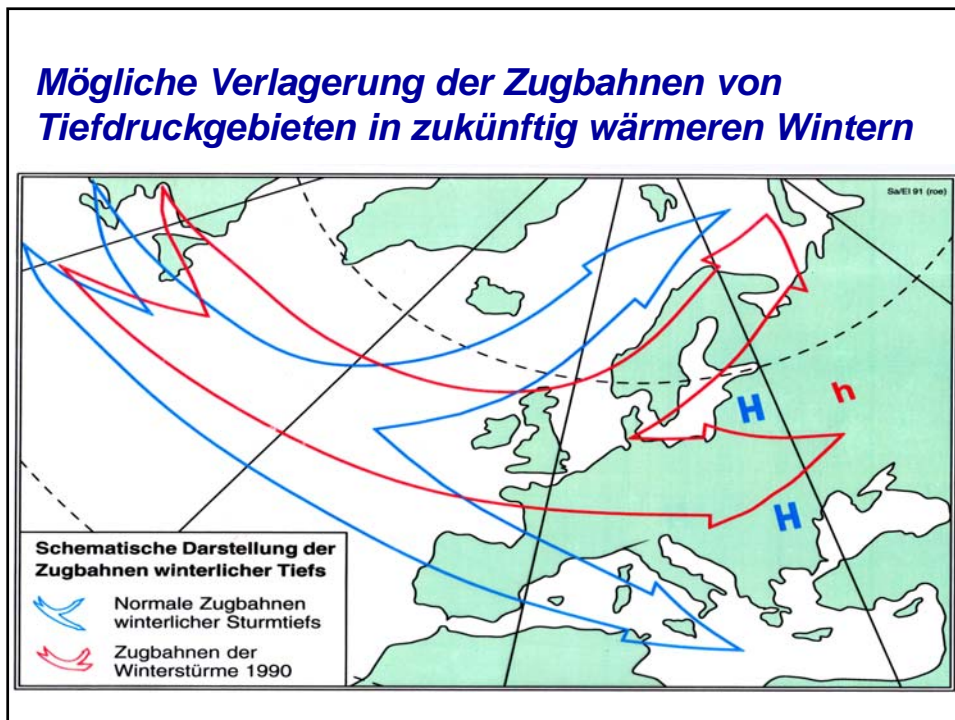 Mögliche Verlagerung der Zugbahnen von
Tiefdruckgebieten in zukünftig wärmeren Wintern
Sa/El 91 (roe)
H
h
H
Schematische Darstellung der
Zugbahnen winterlicher Tiefs
Normale Zugbahnen
winterlicher Sturmtiefs
Zugbahnen der
Winterstürme 1990